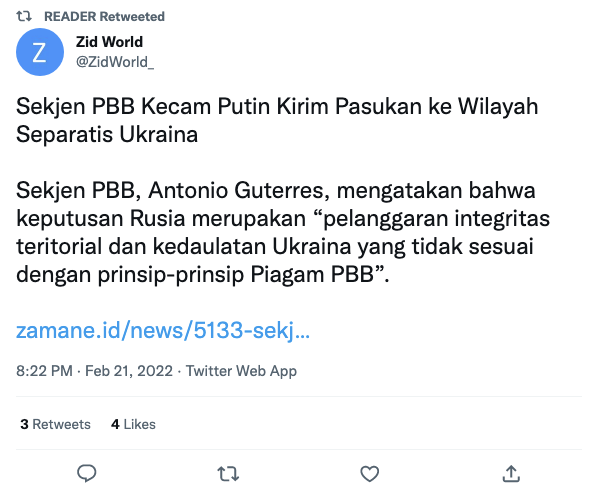 READER Retweeted
Z
Zid World
@ZidWorld_
Sekjen PBB Kecam Putin Kirim Pasukan ke Wilayah
Separatis Ukraina
Sekjen PBB, Antonio Guterres, mengatakan bahwa
keputusan Rusia merupakan “pelanggaran integritas
teritorial dan kedaulatan Ukraina yang tidak sesuai
dengan prinsip-prinsip Piagam PBB”.
zamane.id/news/5133-sekj...
8:22 PM · Feb 21, 2022 · Twitter Web App
3 Retweets 4 Likes